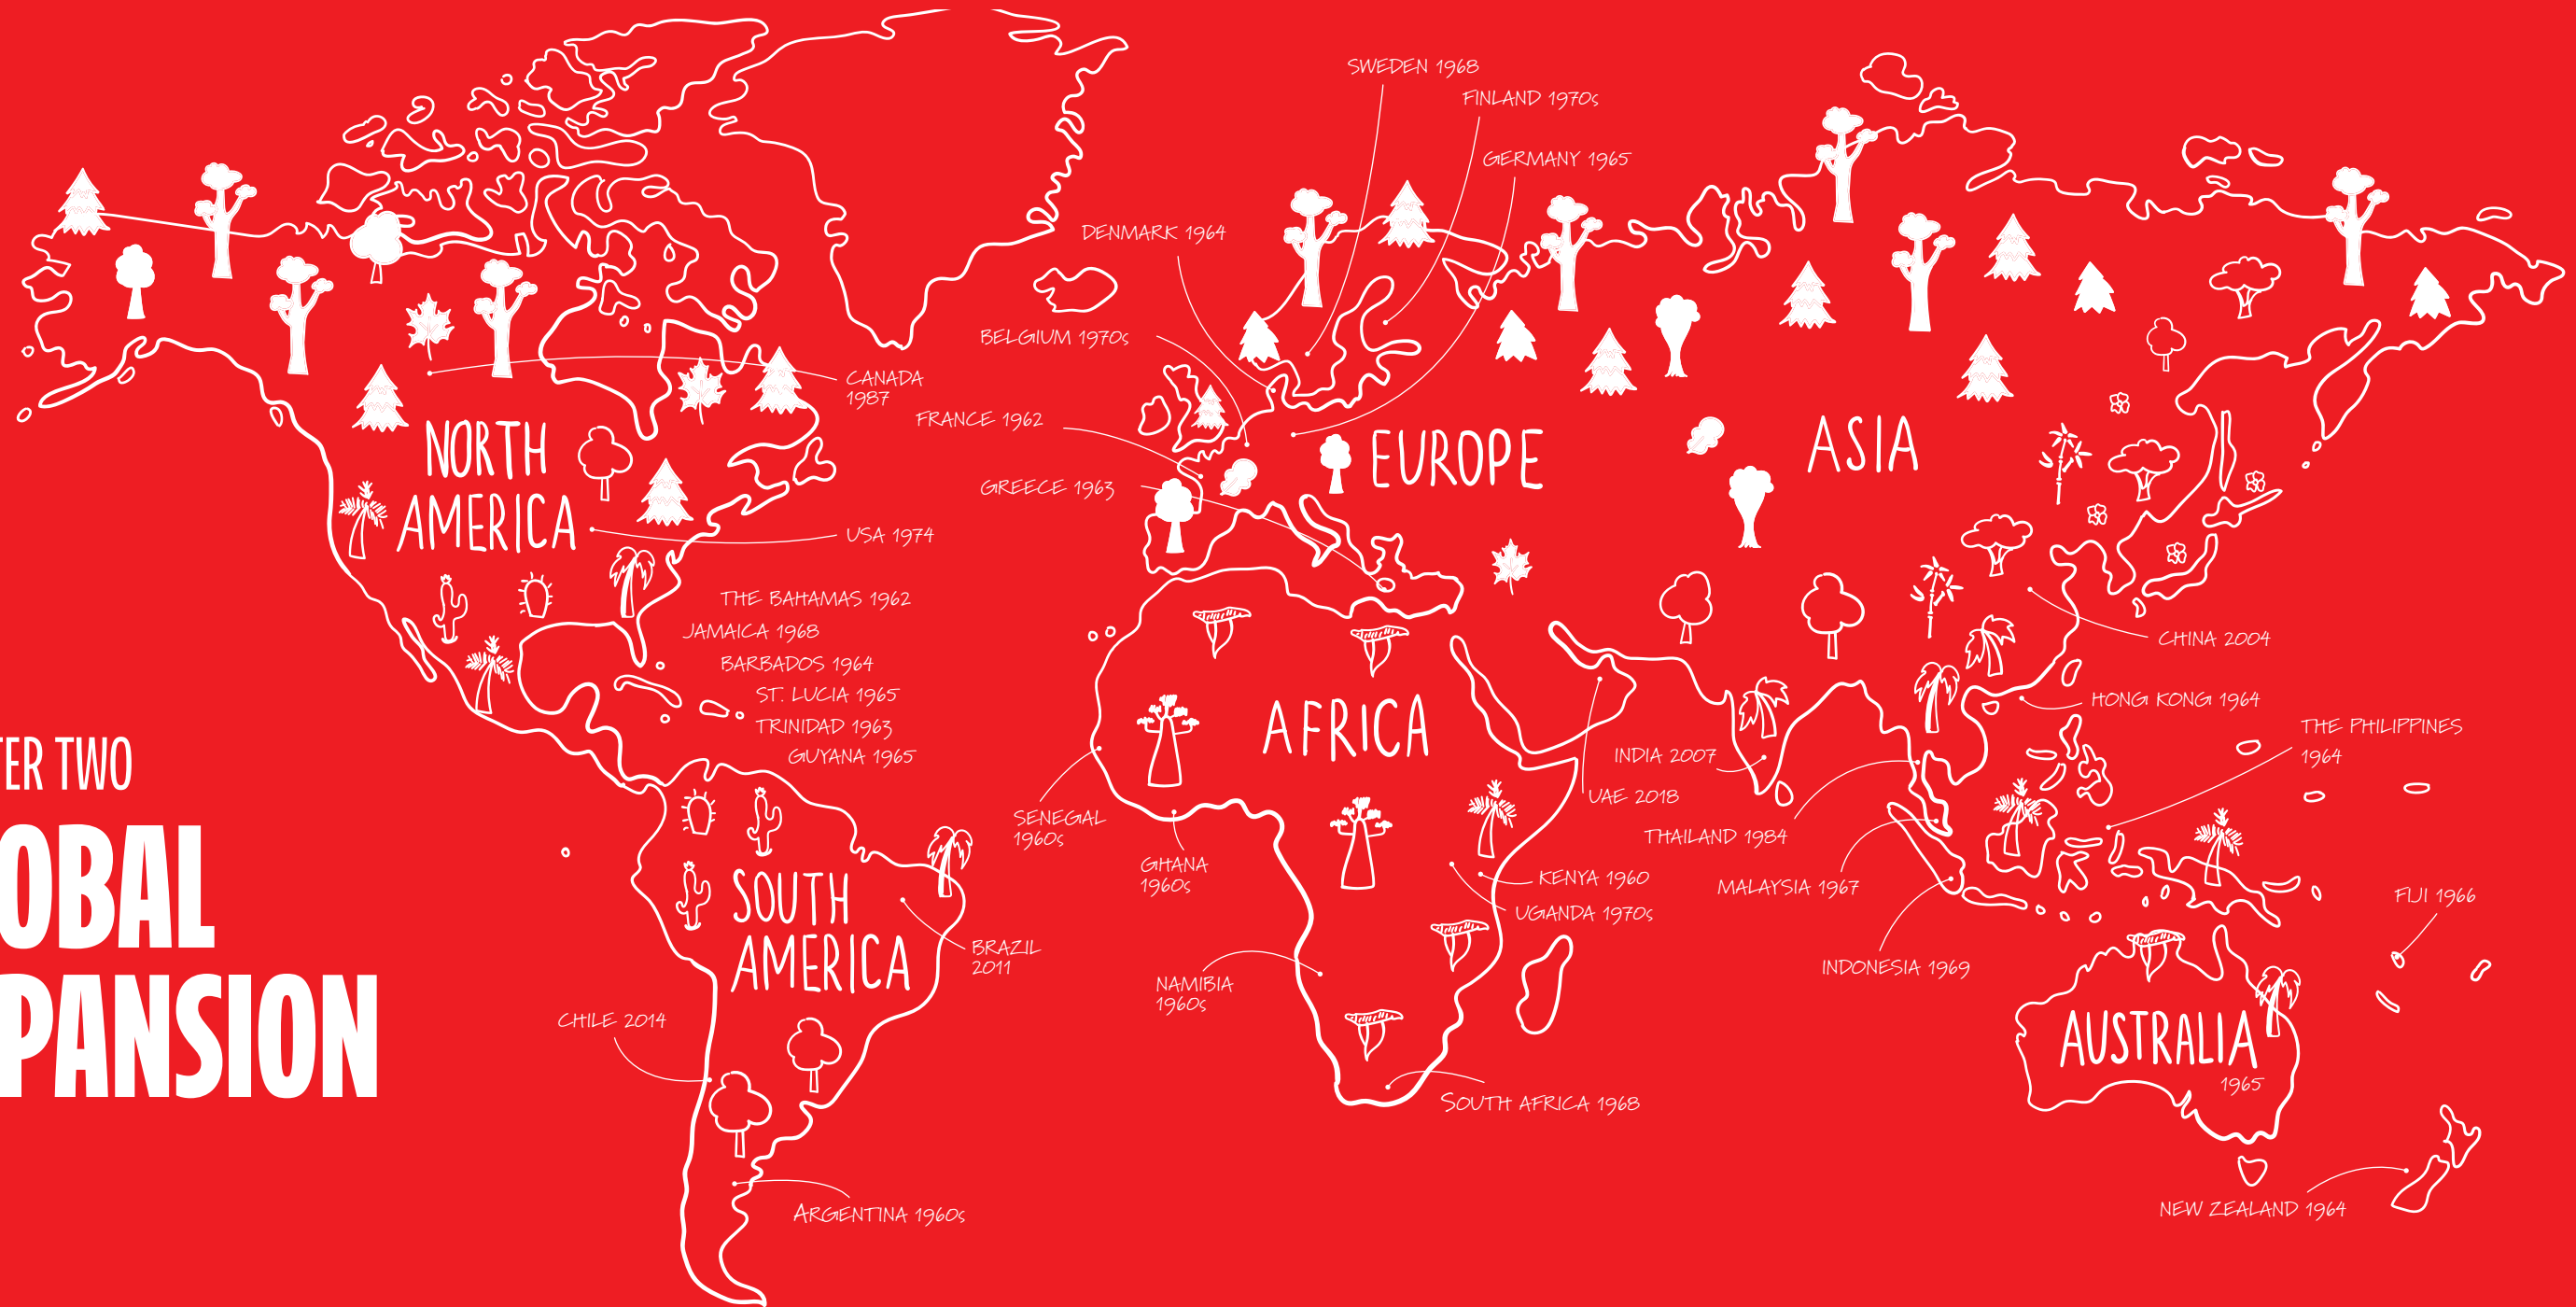 TER TWO
OBAL
PANSION
NORTH
AMERICA
CANADA
1987
USA 1974
THE BAHAMAS 1962
JAMAICA 1968
BARBADOS 1964
ST. LUCIA 1965
TRINIDAD 1963
GUYANA 1965
SOUTH
AMERICA
BRAZIL
2011
CHILE 2014
ARGENTINA 1960s
SWEDEN 1968
FINLAND 1970s
GERMANY 1965
DENMARK 1964
BELGIUM 1970s
FRANCE 1962
GREECE 1963
EUROPE
ASIA
AFRICA
SENEGAL
1960s
GHANA
1960s
NAMIBIA
1960s
KENYA 1960
UGANDA 1970s
SOUTH AFRICA 1968
UAE 2018
INDIA 2007
THAILAND 1984
MALAYSIA 1967
INDONESIA 1969
CHINA 2004
HONG KONG 1964
THE PHILIPPINES
1964
FIJI 1966
AUSTRALIA
1965
NEW ZEALAND 1964